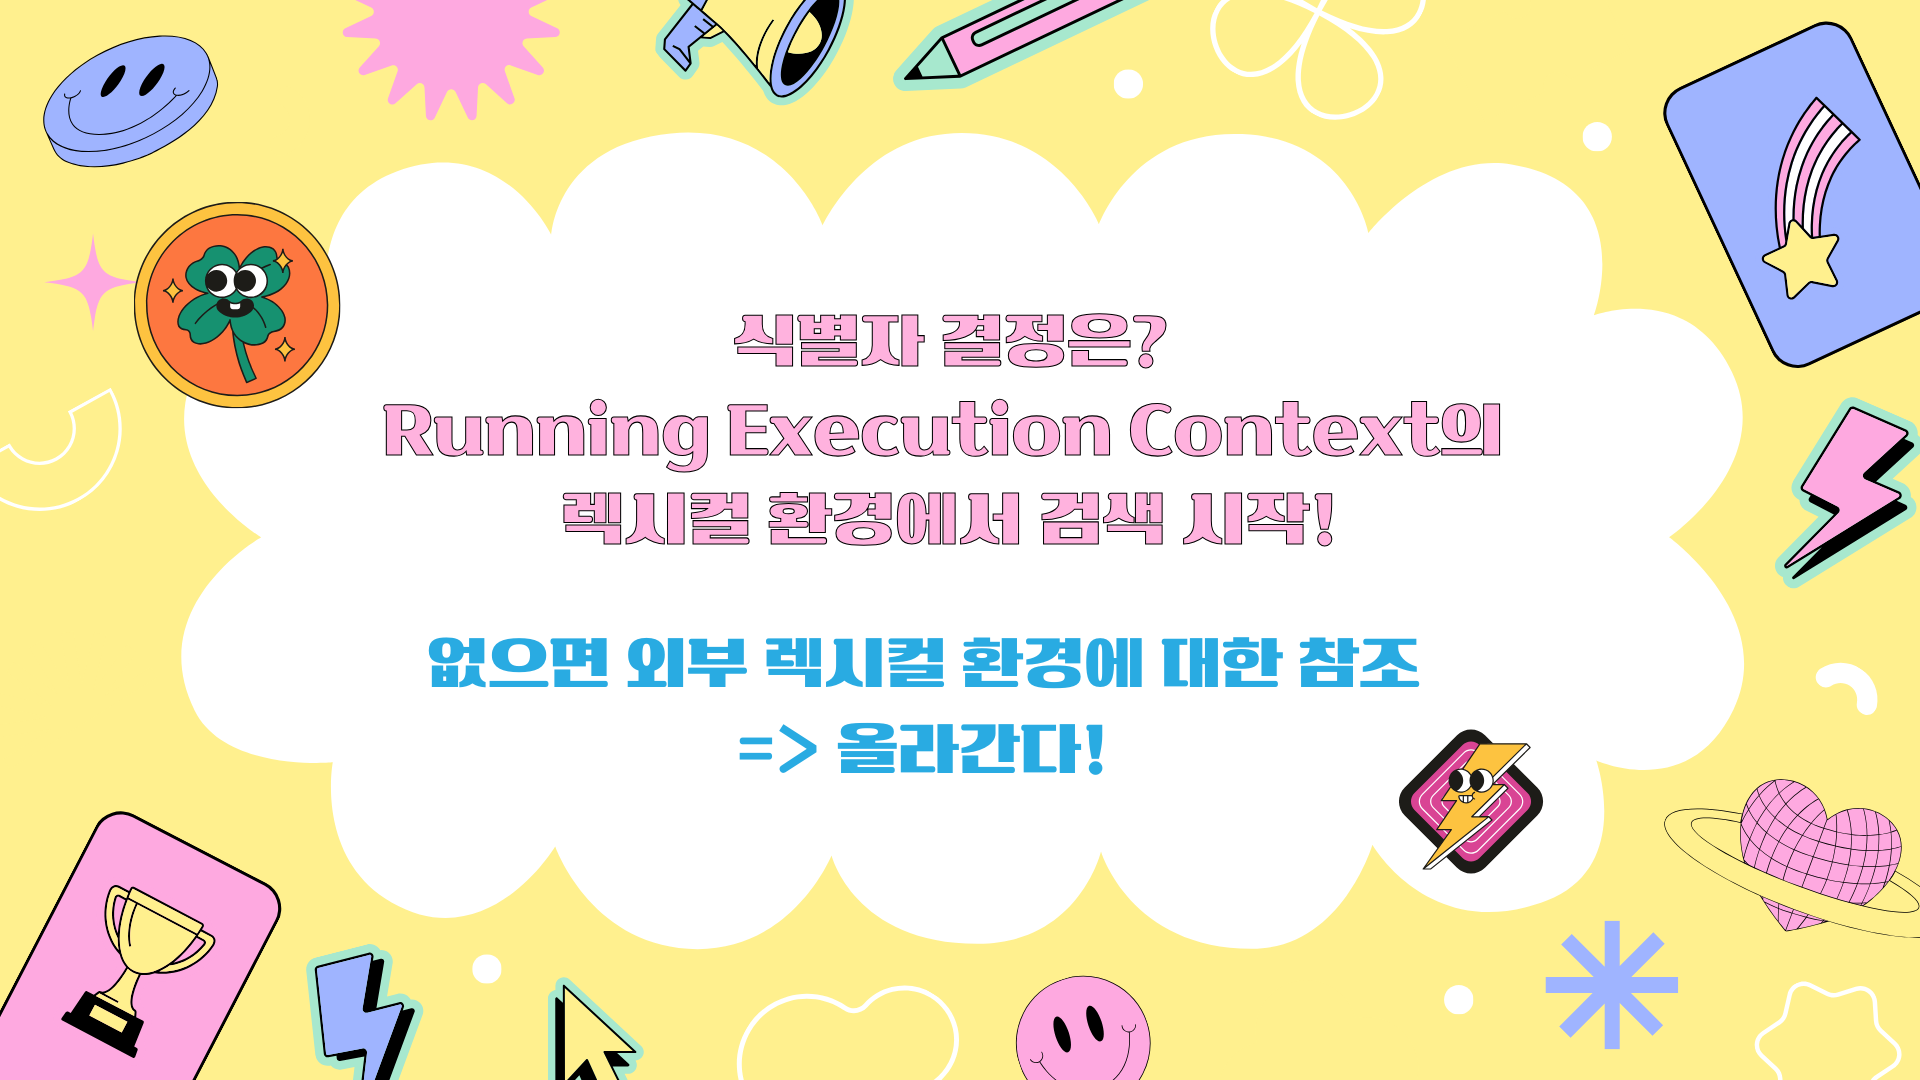 식별자 결정은?
Running Execution Context의
렉시컬 환경에서 검색 시작!
없으면 외부 렉시컬 환경에 대한 참조
=> 올라간다!